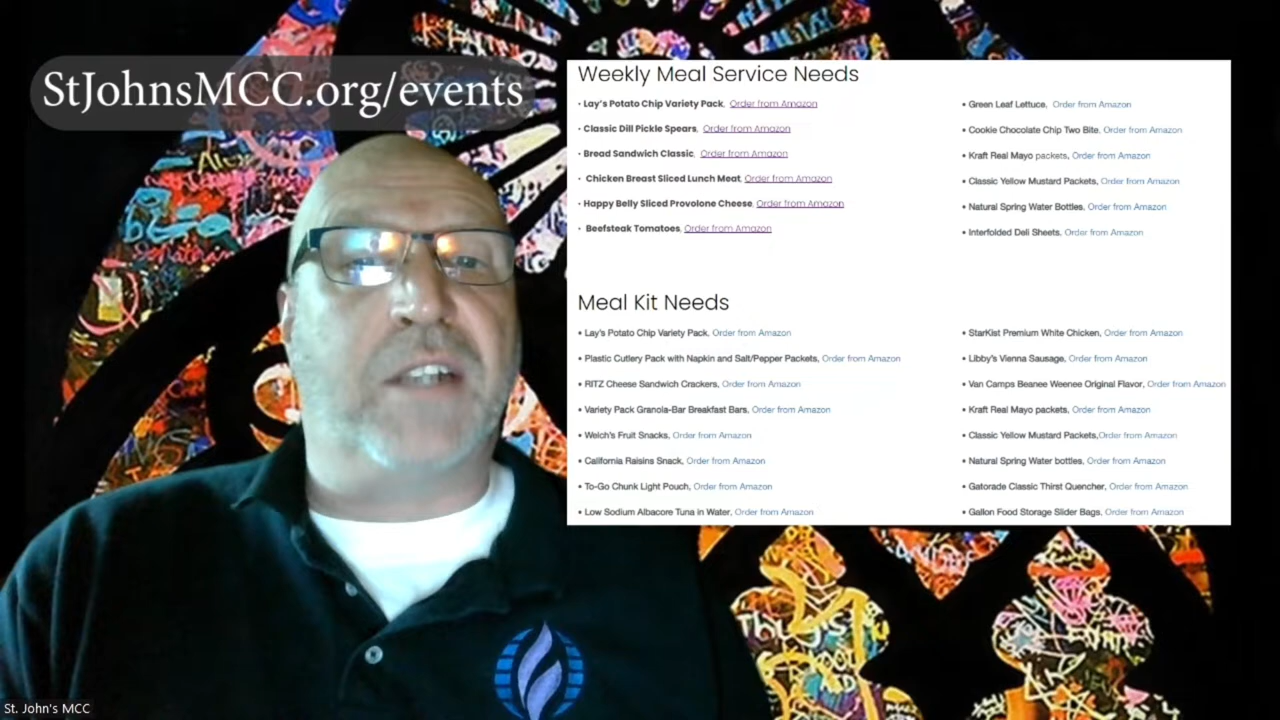 StJohnsMCC.org/events
Weekly Meal Service Needs
• Lay's Potato Chip Variety Pack, Order from Amazon
• Classic Dill Pickle Spears, Order from Amazon
• Bread Sandwich Classic, Order from Amazon
• Chicken Breast Sliced Lunch Meat, Order from Amazon
• Happy Belly Sliced Provolone Cheese, Order from Amazon
• Beefsteak Tomatoes, Order from Amazon
• Green Leaf Lettuce, Order from Amazon
• Cookie Chocolate Chip Two Bite, Order from Amazon
• Kraft Real Mayo packets, Order from Amazon
• Classic Yellow Mustard Packets, Order from Amazon
• Natural Spring Water Bottles, Order from Amazon
• Interfolded Deli Sheets, Order from Amazon
Meal Kit Needs
• Lay's Potato Chip Variety Pack, Order from Amazon
• Plastic Cutlery Pack with Napkin and Salt/Pepper Packets, Order from Amazon
• RITZ Cheese Sandwich Crackers, Order from Amazon
• Variety Pack Granola-Bar Breakfast Bars, Order from Amazon
• Welch's Fruit Snacks, Order from Amazon
• California Raisins Snack, Order from Amazon
• To-Go Chunk Light Pouch, Order from Amazon
• Low Sodium Albacore Tuna in Water, Order from Amazon
• StarKist Premium White Chicken, Order from Amazon
• Libby's Vienna Sausage, Order from Amazon
• Van Camps Beanee Weenee Original Flavor, Order from Amazon
• Kraft Real Mayo packets, Order from Amazon
• Classic Yellow Mustard Packets,Order from Amazon
• Natural Spring Water bottles, Order from Amazon
• Gatorade Classic Thirst Quencher, Order from Amazon
• Gallon Food Storage Slider Bags, Order from Amazon
St. John's MCC